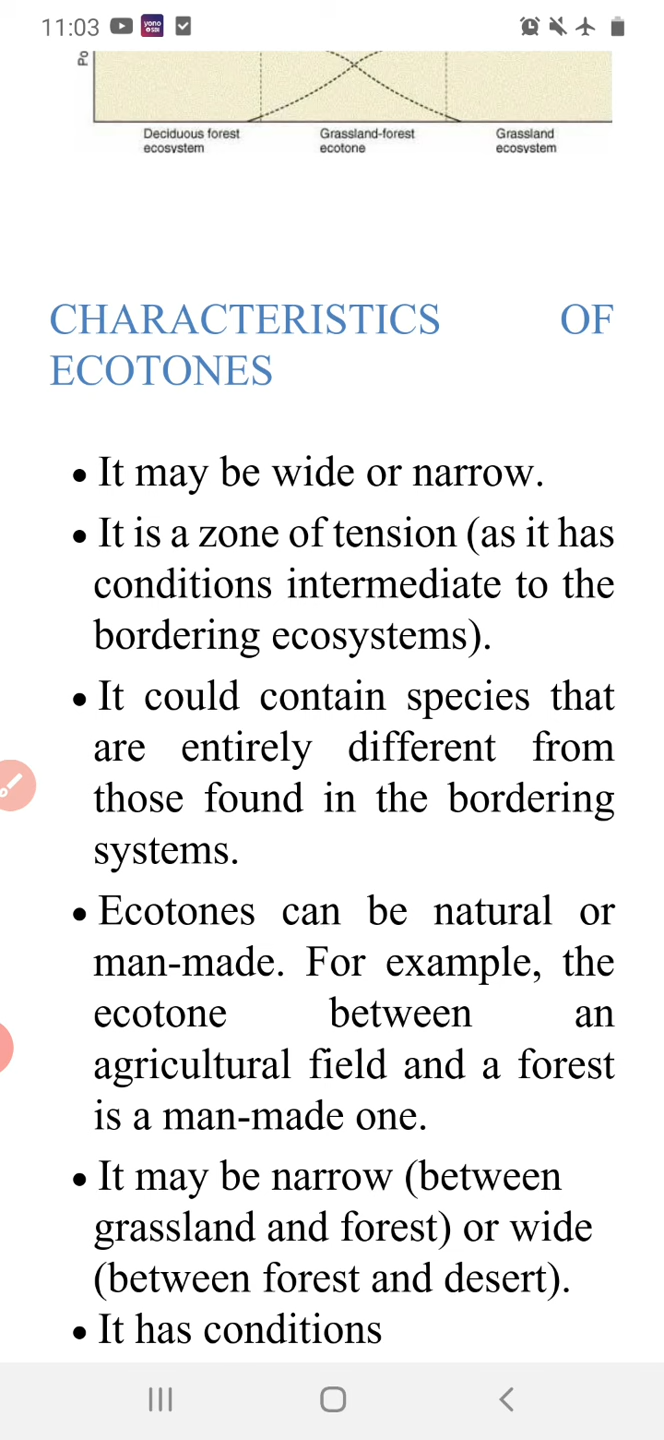 11:03
yono
SBI
Po
Deciduous forest
ecosystem
Grassland-forest
ecotone
Grassland
ecosystem
CHARACTERISTICS OF
ECOTONES
• It may be wide or narrow.
• It is a zone of tension (as it has
conditions intermediate to the
bordering ecosystems).
• It could contain species that
are entirely different from
those found in the bordering
systems.
• Ecotones can be natural or
man-made. For example, the
ecotone between an
agricultural field and a forest
is a man-made one.
• It may be narrow (between
grassland and forest) or wide
(between forest and desert).
• It has conditions